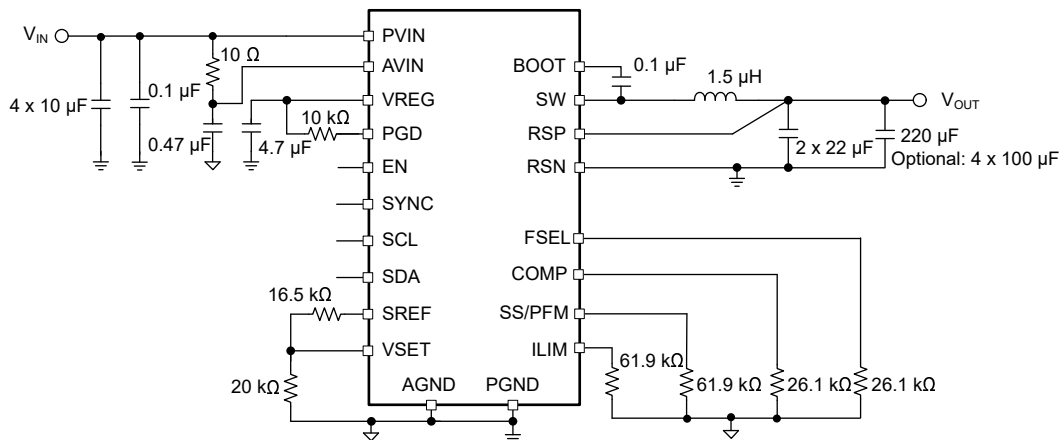 V_IN
4 x 10 µF
0.1 µF
10 Ω
0.47 µF
4.7 µF
10 kΩ
16.5 kΩ
20 kΩ
PVIN
AVIN
VREG
PGD
EN
SYNC
SCL
SDA
SREF
VSET
AGND
PGND
BOOT
SW
RSP
RSN
FSEL
COMP
SS/PFM
ILIM
0.1 µF
1.5 µH
V_OUT
2 x 22 µF
220 µF
Optional: 4 x 100 µF
61.9 kΩ
61.9 kΩ
26.1 kΩ
26.1 kΩ